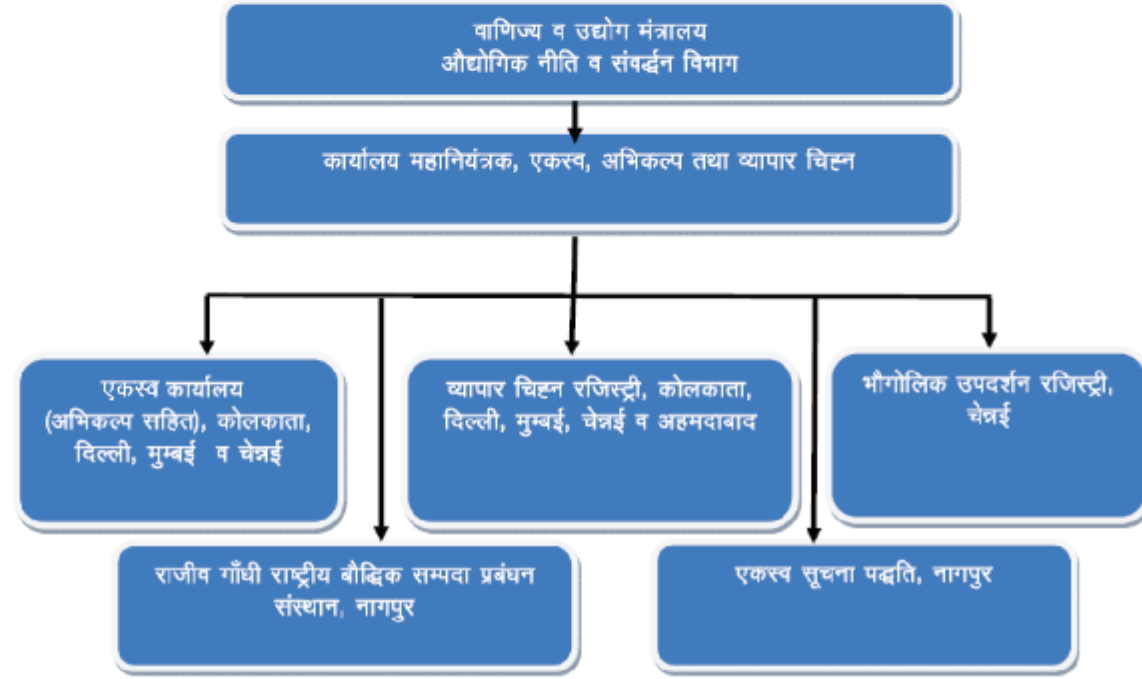 वाणिज्य व उद्योग मंत्रालय
औद्योगिक नीति व संवर्द्धन विभाग
कार्यालय महानियंत्रक, एकस्व, अभिकल्प तथा व्यापार चिह्न
एकस्व कार्यालय
(अभिकल्प सहित), कोलकाता,
दिल्ली, मुम्बई व चेन्नई
व्यापार चिह्न रजिस्ट्री, कोलकाता,
दिल्ली, मुम्बई, चेन्नई व अहमदाबाद
भौगोलिक उपदर्शन रजिस्ट्री,
चेन्नई
राजीव गाँधी राष्ट्रीय बौद्धिक सम्पदा प्रबंधन
संस्थान, नागपुर
एकस्व सूचना पद्धति, नागपुर